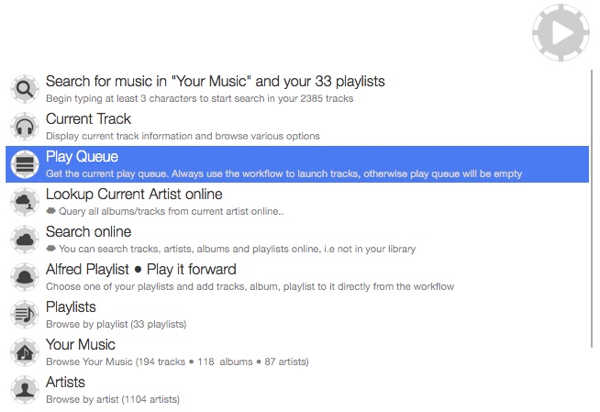 Search for music in "Your Music" and your 33 playlists
Begin typing at least 3 characters to start search in your 2385 tracks
Current Track
Display current track information and browse various options
Play Queue
Get the current play queue. Always use the workflow to launch tracks, otherwise play queue will be empty
Lookup Current Artist online
Query all albums/tracks from current artist online..
Search online
You can search tracks, artists, albums and playlists online, i.e not in your library
Alfred Playlist ● Play it forward
Choose one of your playlists and add tracks, album, playlist to it directly from the workflow
Playlists
Browse by playlist (33 playlists)
Your Music
Browse Your Music (194 tracks ● 118 albums ● 87 artists)
Artists
Browse by artist (1104 artists)